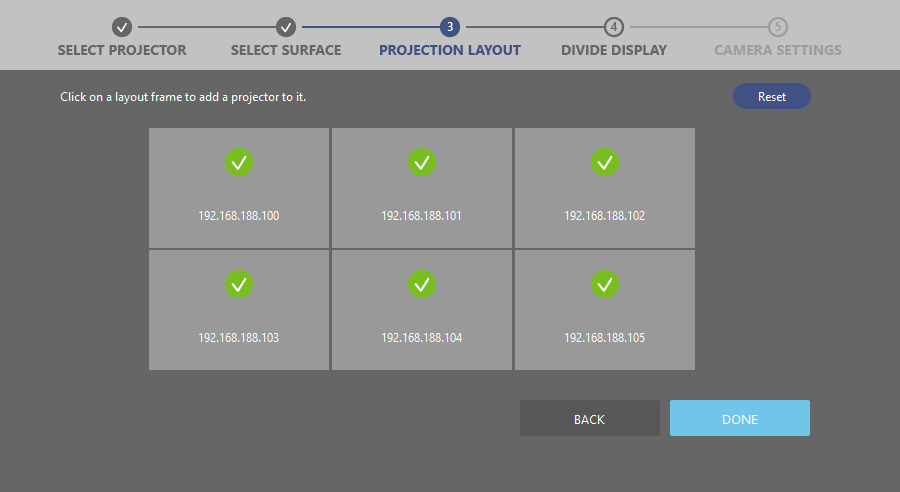 3
4
5
SELECT PROJECTOR
SELECT SURFACE
PROJECTION LAYOUT
DIVIDE DISPLAY
CAMERA SETTINGS
Click on a layout frame to add a projector to it.
Reset
192.168.188.100
192.168.188.101
192.168.188.102
192.168.188.103
192.168.188.104
192.168.188.105
BACK
DONE